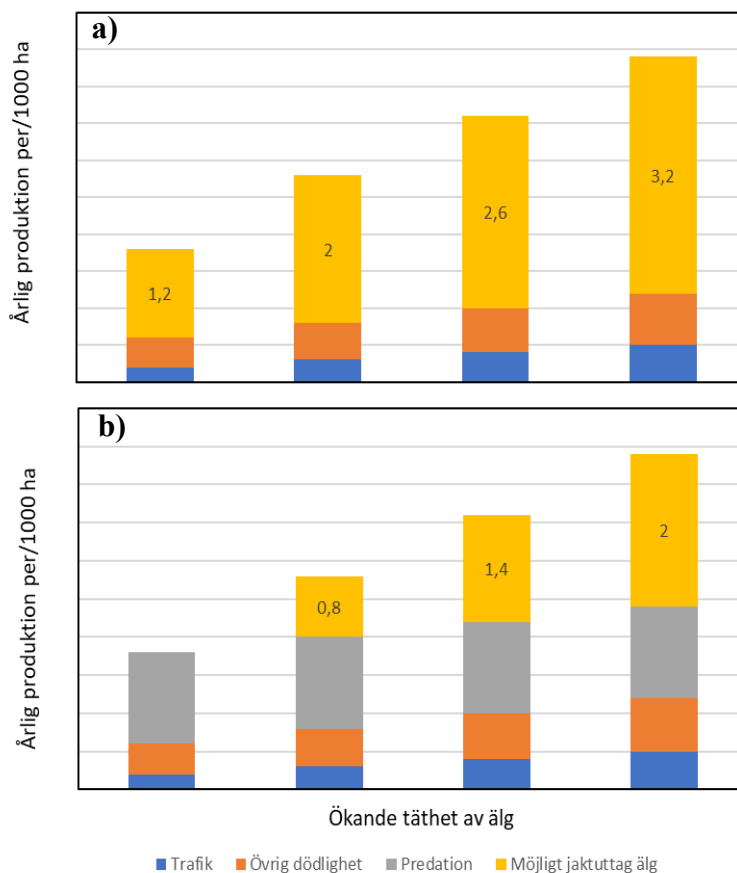 a)
Årlig produktion per/1000 ha
1,2
2
2,6
3,2
b)
Årlig produktion per/1000 ha
0,8
1,4
2
Ökande täthet av älg
Trafik Övrig dödlighet Predation Möjligt jaktuttag älg